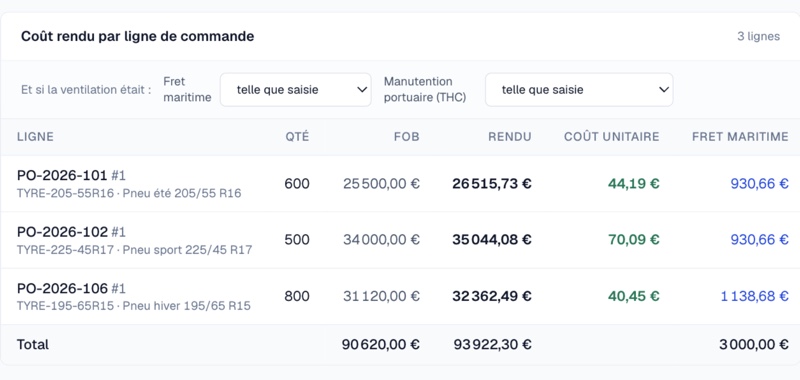 Coût rendu par ligne de commande 3 lignes
Et si la ventilation était : Fret maritime telle que saisie Manutention portuaire (THC) telle que saisie
LIGNE QTÉ FOB RENDU COÛT UNITAIRE FRET MARITIME
PO-2026-101 #1 600 25 500,00 € 26 515,73 € 44,19 € 930,66 €
TYRE-205-55R16 · Pneu été 205/55 R16
PO-2026-102 #1 500 34 000,00 € 35 044,08 € 70,09 € 930,66 €
TYRE-225-45R17 · Pneu sport 225/45 R17
PO-2026-106 #1 800 31 120,00 € 32 362,49 € 40,45 € 1 138,68 €
TYRE-195-65R15 · Pneu hiver 195/65 R15
Total 90 620,00 € 93 922,30 € 3 000,00 €